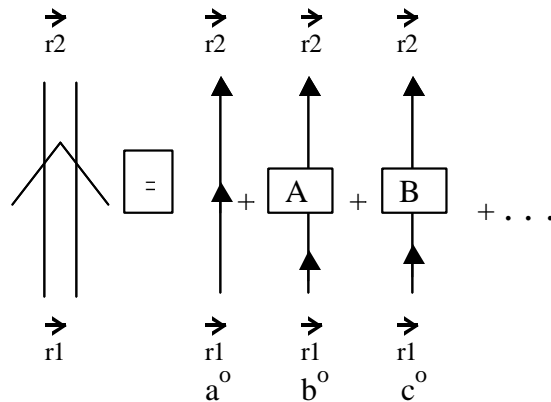 r2 r2 r2 r2
= + A + B + . . .
r1 r1 r1 r1
a° b° c°